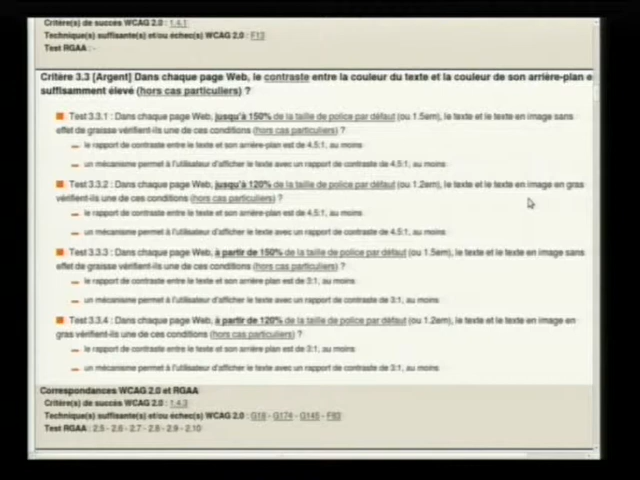 Critère(s) de succès WCAG 2.0 : 1.4.1
Technique(s) suffisante(s) et/ou échec(s) WCAG 2.0 : F13
Test RGAA : -
Critère 3.3 [Argent] Dans chaque page Web, le contraste entre la couleur du texte et la couleur de son arrière-plan e
suffisamment élevé (hors cas particuliers) ?
Test 3.3.1 : Dans chaque page Web, jusqu'à 150% de la taille de police par défaut (ou 1.5em), le texte et le texte en image sans
effet de graisse vérifient-ils une de ces conditions (hors cas particuliers) ?
le rapport de contraste entre le texte et son arrière-plan est de 4,5:1, au moins
un mécanisme permet à l'utilisateur d'afficher le texte avec un rapport de contraste de 4,5:1, au moins
Test 3.3.2 : Dans chaque page Web, jusqu'à 120% de la taille de police par défaut (ou 1.2em), le texte et le texte en image en gras
vérifient-ils une de ces conditions (hors cas particuliers) ?
le rapport de contraste entre le texte et son arrière-plan est de 4,5:1, au moins
un mécanisme permet à l'utilisateur d'afficher le texte avec un rapport de contraste de 4,5:1, au moins
Test 3.3.3 : Dans chaque page Web, à partir de 150% de la taille de police par défaut (ou 1.5em), le texte et le texte en image sans
effet de graisse vérifient-ils une de ces conditions (hors cas particuliers) ?
le rapport de contraste entre le texte et son arrière-plan est de 3:1, au moins
un mécanisme permet à l'utilisateur d'afficher le texte avec un rapport de contraste de 3:1, au moins
Test 3.3.4 : Dans chaque page Web, à partir de 120% de la taille de police par défaut (ou 1.2em), le texte et le texte en image en
gras vérifient-ils une de ces conditions (hors cas particuliers) ?
le rapport de contraste entre le texte et son arrière plan est de 3:1, au moins
un mécanisme permet à l'utilisateur d'afficher le texte avec un rapport de contraste de 3:1, au moins
Correspondances WCAG 2.0 et RGAA
Critère(s) de succès WCAG 2.0 : 1.4.3
Technique(s) suffisante(s) et/ou échec(s) WCAG 2.0 : G18 - G174 - G145 - F83
Test RGAA : 2.5 - 2.6 - 2.7 - 2.8 - 2.9 - 2.10